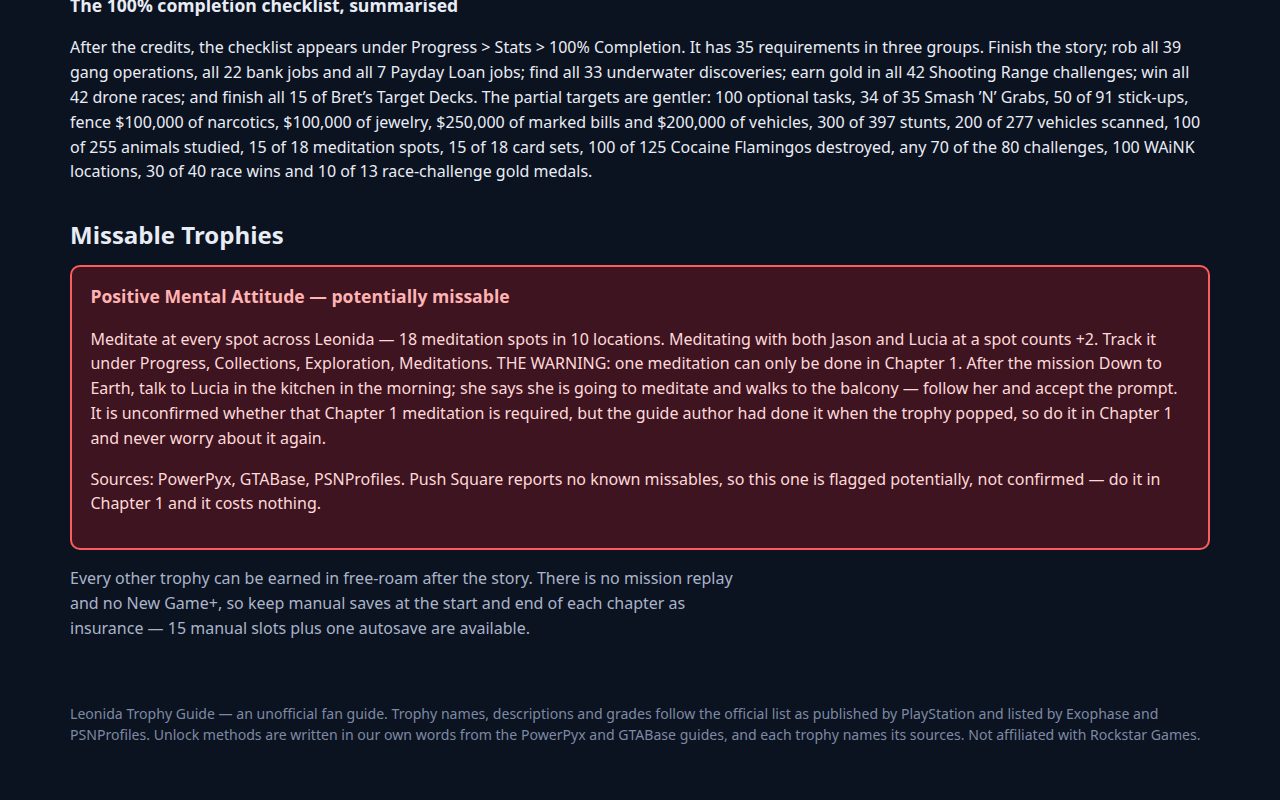 The 100% completion checklist, summarised
After the credits, the checklist appears under Progress > Stats > 100% Completion. It has 35 requirements in three groups. Finish the story; rob all 39
gang operations, all 22 bank jobs and all 7 Payday Loan jobs; find all 33 underwater discoveries; earn gold in all 42 Shooting Range challenges; win all
42 drone races; and finish all 15 of Bret’s Target Decks. The partial targets are gentler: 100 optional tasks, 34 of 35 Smash ’N’ Grabs, 50 of 91 stick-ups,
fence $100,000 of narcotics, $100,000 of jewelry, $250,000 of marked bills and $200,000 of vehicles, 300 of 397 stunts, 200 of 277 vehicles scanned, 100
of 255 animals studied, 15 of 18 meditation spots, 15 of 18 card sets, 100 of 125 Cocaine Flamingos destroyed, any 70 of the 80 challenges, 100 WAiNK
locations, 30 of 40 race wins and 10 of 13 race-challenge gold medals.
Missable Trophies
Positive Mental Attitude — potentially missable
Meditate at every spot across Leonida — 18 meditation spots in 10 locations. Meditating with both Jason and Lucia at a spot counts +2. Track it
under Progress, Collections, Exploration, Meditations. THE WARNING: one meditation can only be done in Chapter 1. After the mission Down to
Earth, talk to Lucia in the kitchen in the morning; she says she is going to meditate and walks to the balcony — follow her and accept the prompt.
It is unconfirmed whether that Chapter 1 meditation is required, but the guide author had done it when the trophy popped, so do it in Chapter 1
and never worry about it again.
Sources: PowerPyx, GTABase, PSNProfiles. Push Square reports no known missables, so this one is flagged potentially, not confirmed — do it in
Chapter 1 and it costs nothing.
Every other trophy can be earned in free-roam after the story. There is no mission replay
and no New Game+, so keep manual saves at the start and end of each chapter as
insurance — 15 manual slots plus one autosave are available.
Leonida Trophy Guide — an unofficial fan guide. Trophy names, descriptions and grades follow the official list as published by PlayStation and listed by Exophase and
PSNProfiles. Unlock methods are written in our own words from the PowerPyx and GTABase guides, and each trophy names its sources. Not affiliated with Rockstar Games.